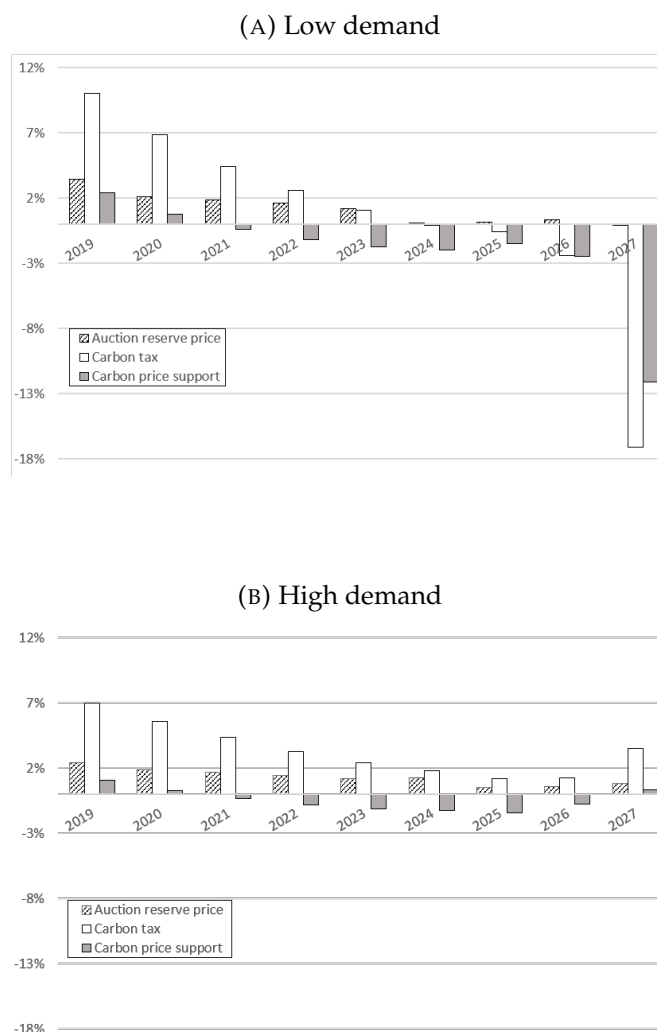 (A) Low demand
12%
7%
2%
2019 2020 2021 2022 2023 2024 2025 2026 2027
-3%
-8%
Auction reserve price
Carbon tax
Carbon price support
-13%
-18%
(B) High demand
12%
7%
2%
2019 2020 2021 2022 2023 2024 2025 2026 2027
-3%
-8%
Auction reserve price
Carbon tax
Carbon price support
-13%
-18%